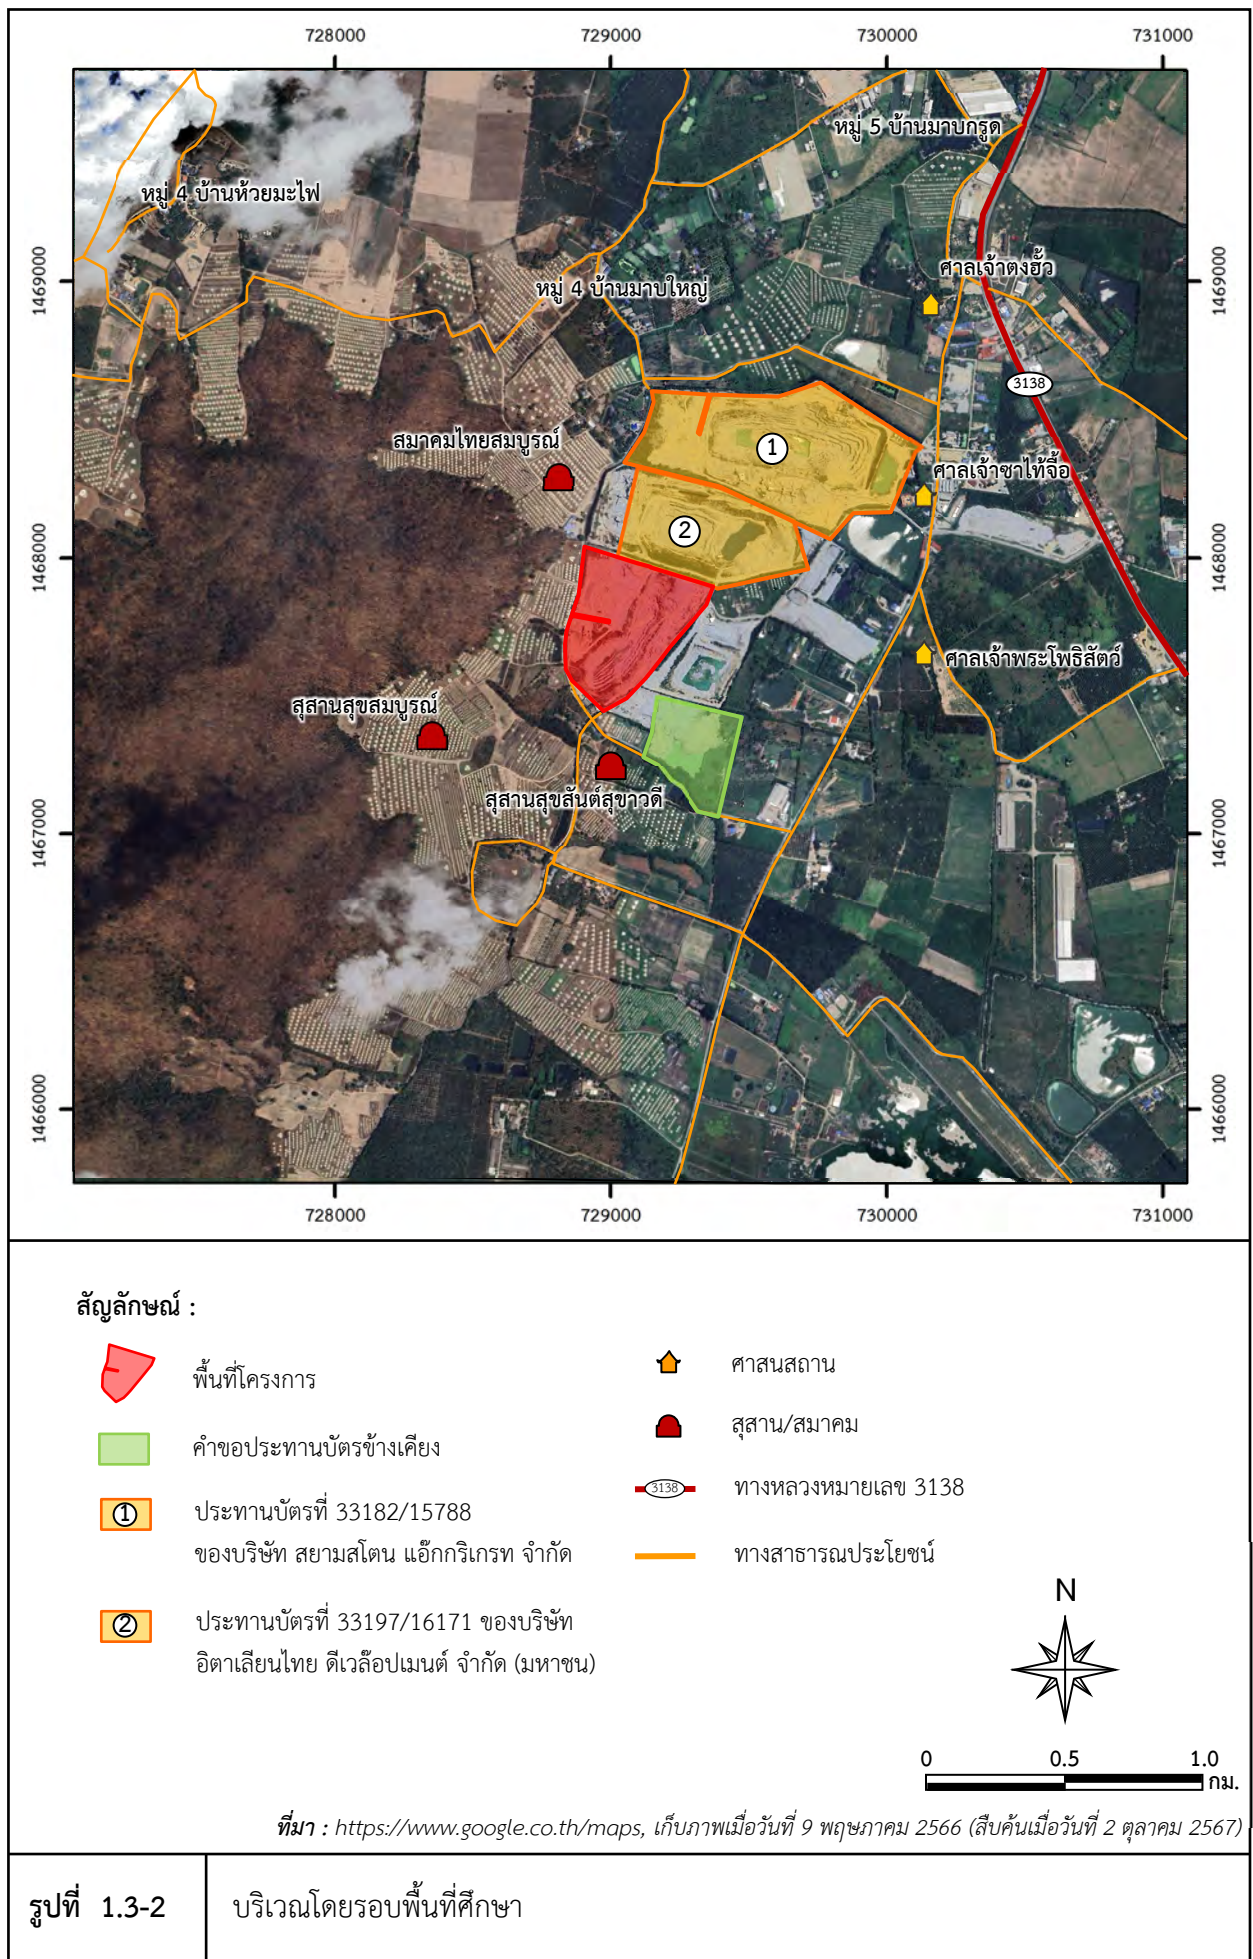 728000 729000 730000 731000
หมู่ 5 บ้านมาบกรูด
หมู่ 4 บ้านห้วยมะไฟ
1469000
ศาลเจ้าตงฮั้ว
1469000
หมู่ 4 บ้านมาบใหญ่
3138
สมาคมไทยสมบูรณ์
1
ศาลเจ้าซาไท้จื้อ
2
1468000
1468000
ศาลเจ้าพระโพธิสัตว์
สุสานสุขสมบูรณ์
สุสานสุขสันต์สุขาวดี
1467000
1467000
1466000
1466000
728000 729000 730000 731000
สัญลักษณ์ :
พื้นที่โครงการ
คำขอประทานบัตรข้างเคียง
1 ประทานบัตรที่ 33182/15788
ของบริษัท สยามสโตน แอ๊กกริเกรท จำกัด
2 ประทานบัตรที่ 33197/16171 ของบริษัท
อิตาเลียนไทย ดีเวล๊อปเมนต์ จำกัด (มหาชน)
ศาสนสถาน
สุสาน/สมาคม
3138 ทางหลวงหมายเลข 3138
ทางสาธารณประโยชน์
N
0 0.5 1.0
กม.
ที่มา : https://www.google.co.th/maps, เก็บภาพเมื่อวันที่ 9 พฤษภาคม 2566 (สืบค้นเมื่อวันที่ 2 ตุลาคม 2567)
รูปที่ 1.3-2 บริเวณโดยรอบพื้นที่ศึกษา